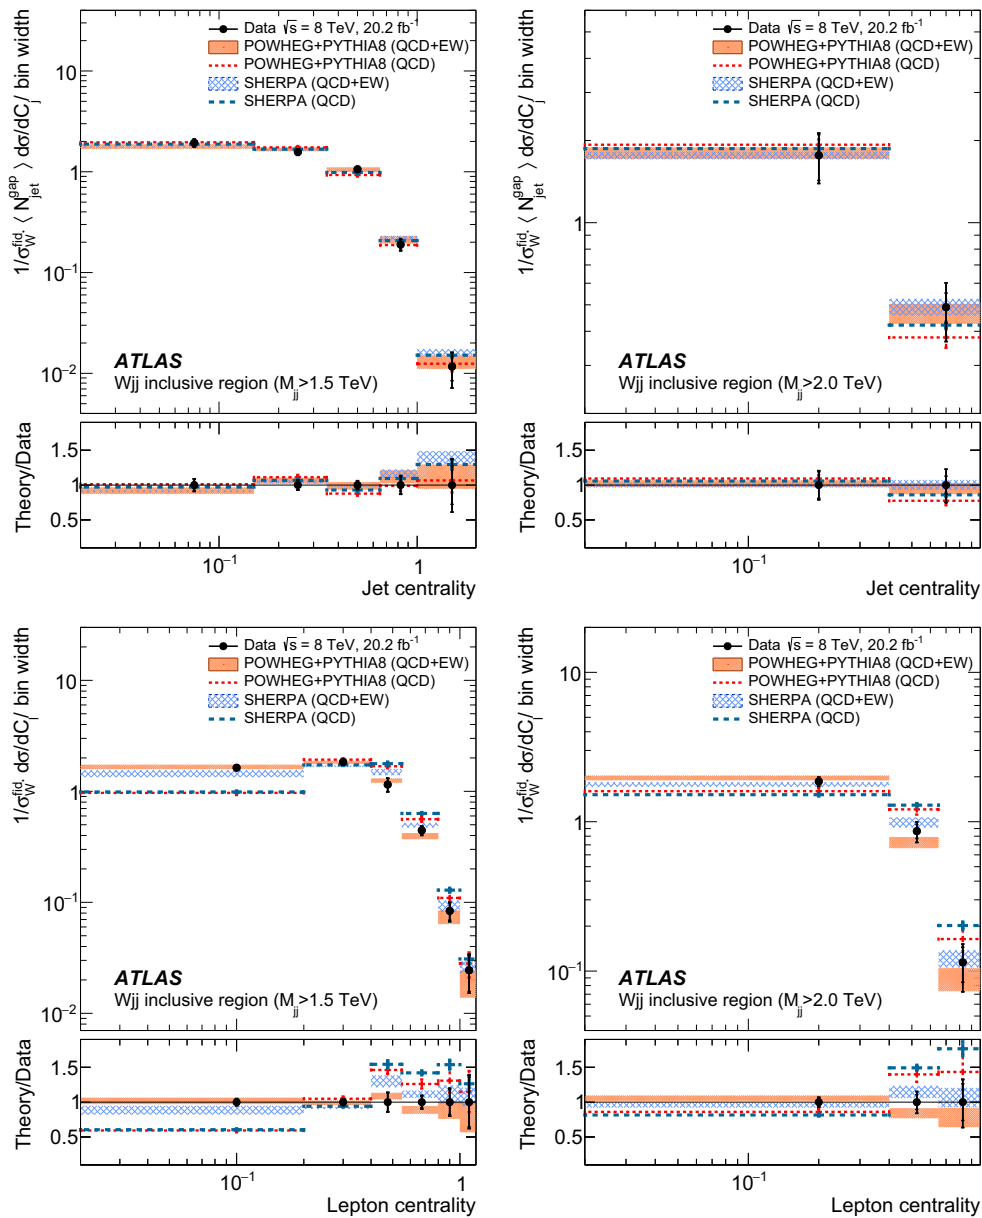 Data √s = 8 TeV, 20.2 fb⁻¹
POWHEG+PYTHIA8 (QCD+EW)
POWHEG+PYTHIA8 (QCD)
SHERPA (QCD+EW)
SHERPA (QCD)
1/σ_W^fid. ⟨ N_jet^gap ⟩ dσ/dC_j / bin width
10
1
10⁻¹
10⁻²
ATLAS
Wjj inclusive region (M_jj>1.5 TeV)
Theory/Data
1.5
1
0.5
10⁻¹
1
Jet centrality
Data √s = 8 TeV, 20.2 fb⁻¹
POWHEG+PYTHIA8 (QCD+EW)
POWHEG+PYTHIA8 (QCD)
SHERPA (QCD+EW)
SHERPA (QCD)
1/σ_W^fid. ⟨ N_jet^gap ⟩ dσ/dC_j / bin width
1
ATLAS
Wjj inclusive region (M_jj>2.0 TeV)
Theory/Data
1.5
1
0.5
10⁻¹
Jet centrality
Data √s = 8 TeV, 20.2 fb⁻¹
POWHEG+PYTHIA8 (QCD+EW)
POWHEG+PYTHIA8 (QCD)
SHERPA (QCD+EW)
SHERPA (QCD)
1/σ_W^fid. dσ/dC_l / bin width
10
1
10⁻¹
10⁻²
ATLAS
Wjj inclusive region (M_jj>1.5 TeV)
Theory/Data
1.5
1
0.5
10⁻¹
1
Lepton centrality
Data √s = 8 TeV, 20.2 fb⁻¹
POWHEG+PYTHIA8 (QCD+EW)
POWHEG+PYTHIA8 (QCD)
SHERPA (QCD+EW)
SHERPA (QCD)
1/σ_W^fid. dσ/dC_l / bin width
10
1
10⁻¹
ATLAS
Wjj inclusive region (M_jj>2.0 TeV)
Theory/Data
1.5
1
0.5
10⁻¹
Lepton centrality